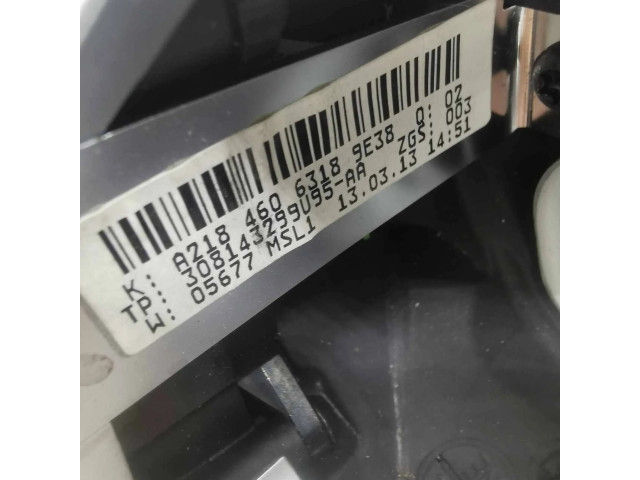 K: A218 460 6318 9E38 Q: 02
TP: 308143299U95-AA ZGS: 003
W: 05677 MSL1 13.03.13 14:51